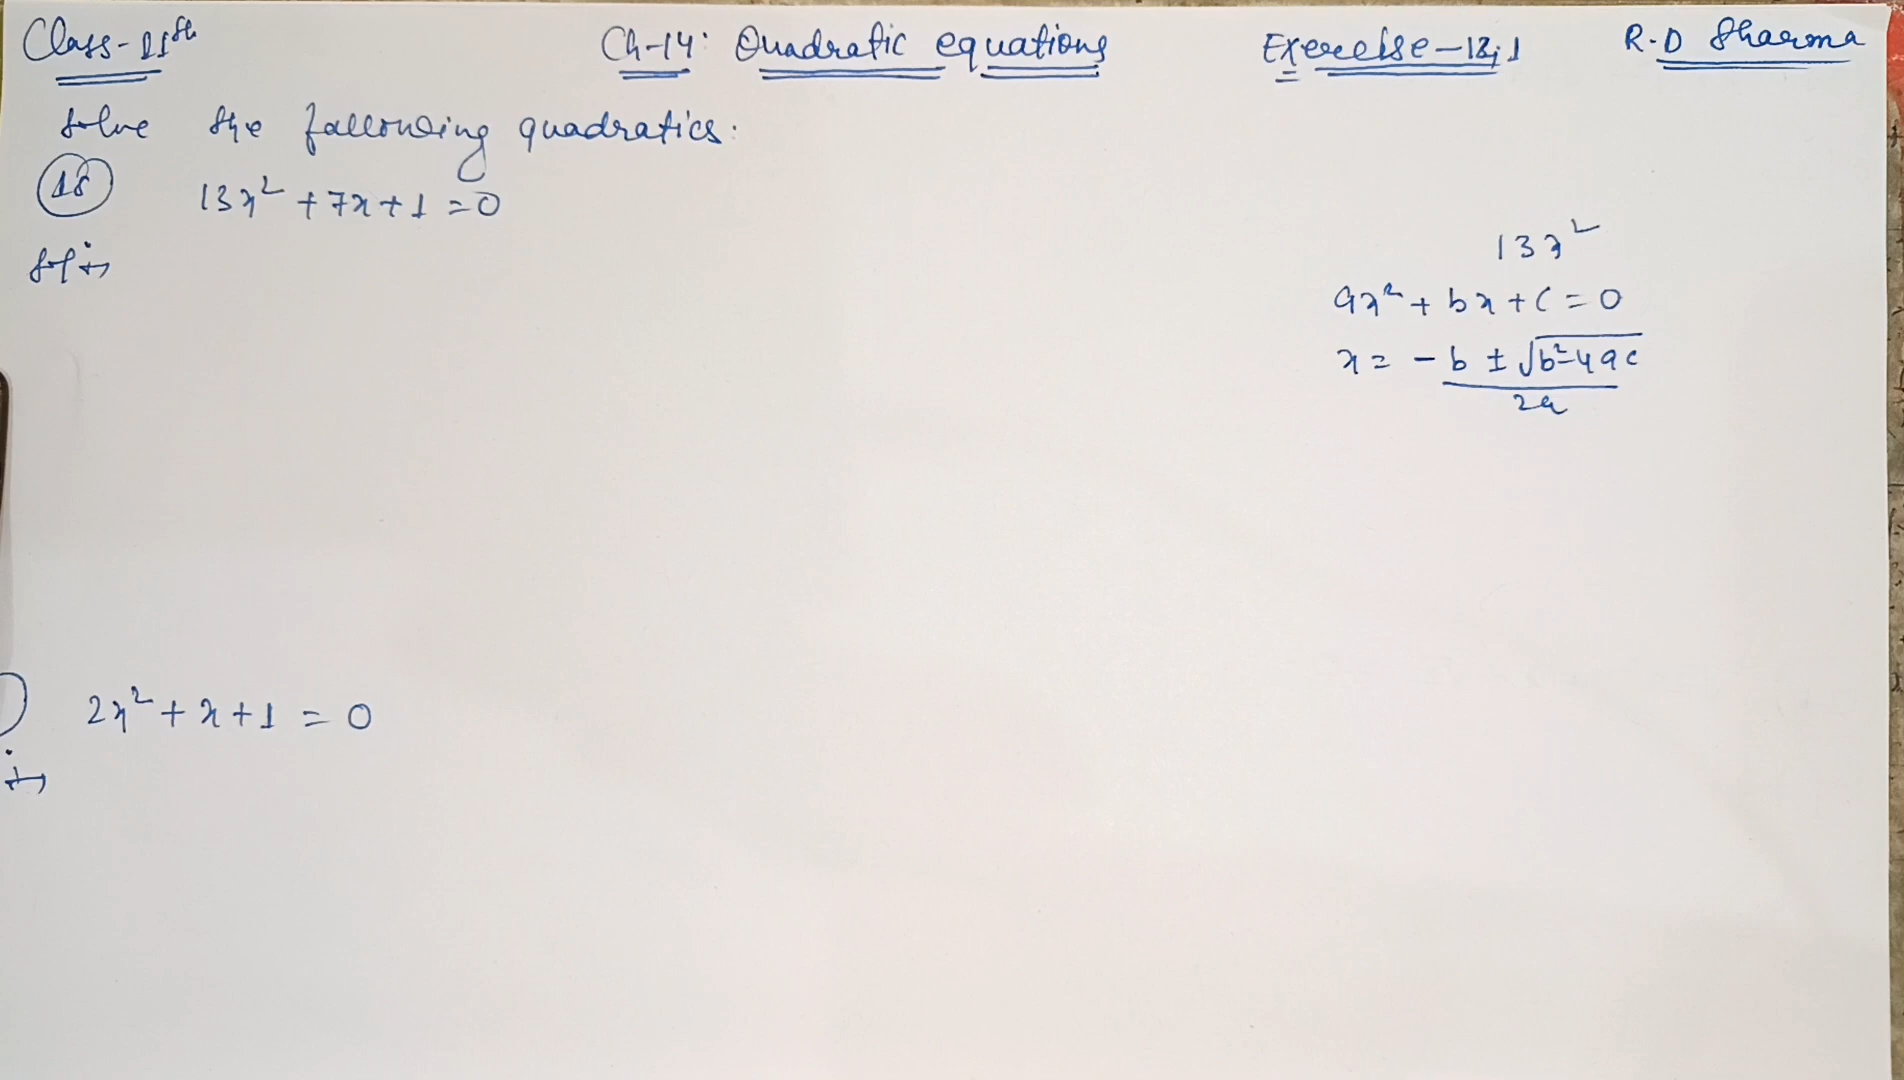 Class-11th Ch-14: Quadratic equations Exercise-13.1 R.D Sharma
Solve the following quadratics:
18 13x² + 7x + 1 = 0
Sol:→
13x²
ax² + bx + c = 0
x = -b ± √b²-4ac
2a
2x² + x + 1 = 0